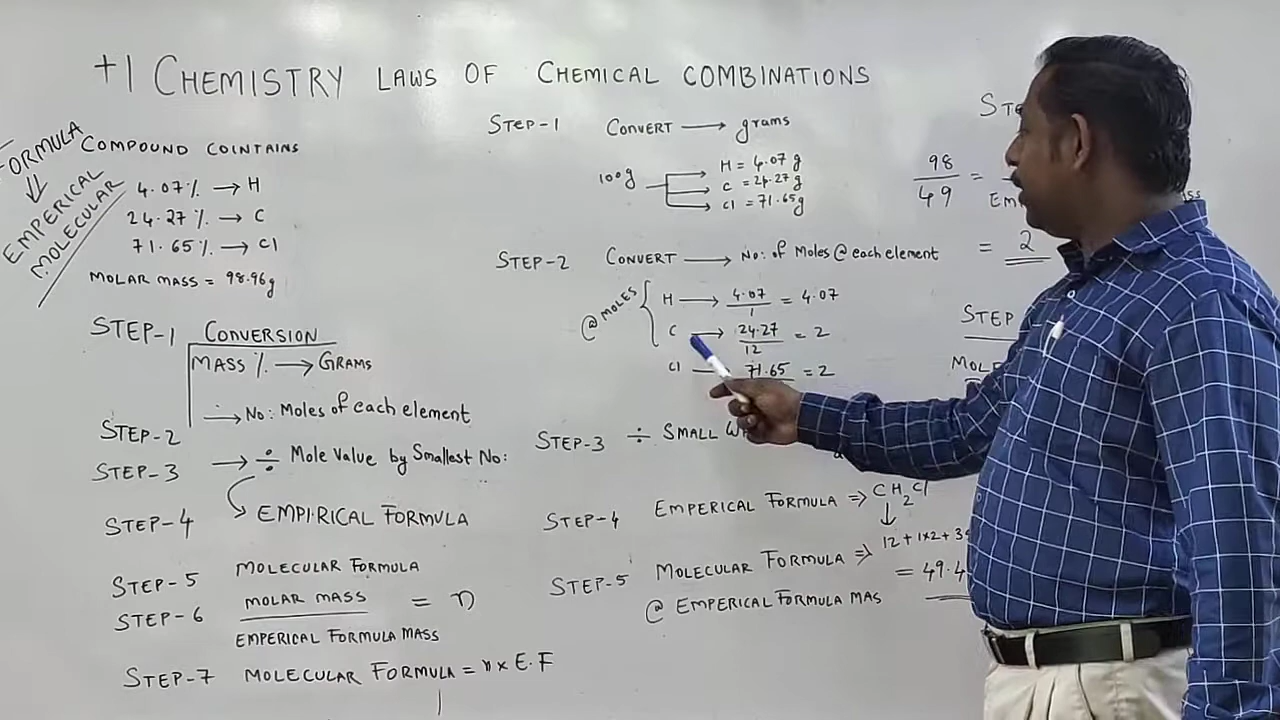 +1 CHEMISTRY LAWS OF CHEMICAL COMBINATIONS
FORMULA
⇓
EMPERICAL
MOLECULAR
COMPOUND COINTAINS
4.07% → H
24.27% → C
71.65% → Cl
MOLAR MASS = 98.96g
STEP-1 CONVERSION
MASS % → GRAMS
→ No: Moles of each element
STEP-2
STEP-3 → ÷ Mole Value by Smallest No:
STEP-4 EMPIRICAL FORMULA
STEP-5 MOLECULAR FORMULA
STEP-6 MOLAR MASS = n
EMPERICAL FORMULA MASS
STEP-7 MOLECULAR FORMULA = n × E.F
STEP-1 CONVERT → grams
100g
H = 4.07 g
C = 24.27 g
Cl = 71.65g
STEP-2 CONVERT → No: of Moles @ each element
@ MOLES
H → 4.07/1 = 4.07
C → 24.27/12 = 2
Cl 71.65 = 2
STEP-3 ÷ SMALL
STEP-4 EMPERICAL FORMULA ⇒ CH2Cl
↓
12 + 1×2 + 3
STEP-5 MOLECULAR FORMULA ⇒
= 49.4
@ EMPERICAL FORMULA MAS
98/49 =
EM
= 2
STEP
MOLE